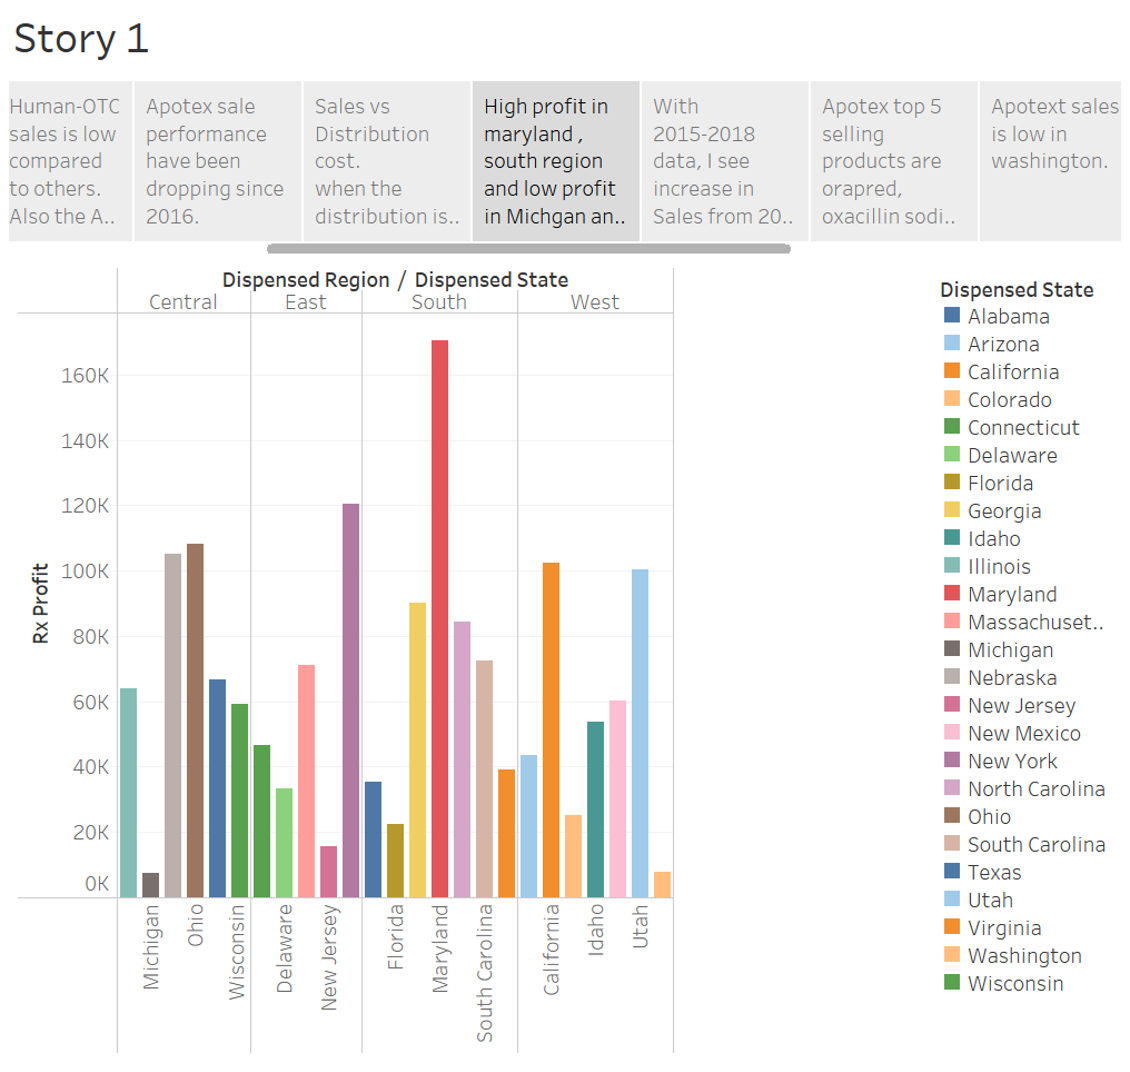 Story 1
Human-OTC
sales is low
compared
to others.
Also the A..
Apotex sale
performance
have been
dropping since
2016.
Sales vs
Distribution
cost.
when the
distribution is..
High profit in
maryland ,
south region
and low profit
in Michgan an..
With
2015-2018
data, I see
increase in
Sales from 20..
Apotex top 5
selling
products are
orapred,
oxacillin sodi..
Apotext sales
is low in
washington.
Dispensed Region / Dispensed State
Central East South West
Rx Profit
160K
140K
120K
100K
80K
60K
40K
20K
0K
Michigan
Ohio
Wisconsin
Delaware
New Jersey
Florida
Maryland
South Carolina
California
Idaho
Utah
Dispensed State
Alabama
Arizona
California
Colorado
Connecticut
Delaware
Florida
Georgia
Idaho
Illinois
Maryland
Massachuset..
Michigan
Nebraska
New Jersey
New Mexico
New York
North Carolina
Ohio
South Carolina
Texas
Utah
Virginia
Washington
Wisconsin